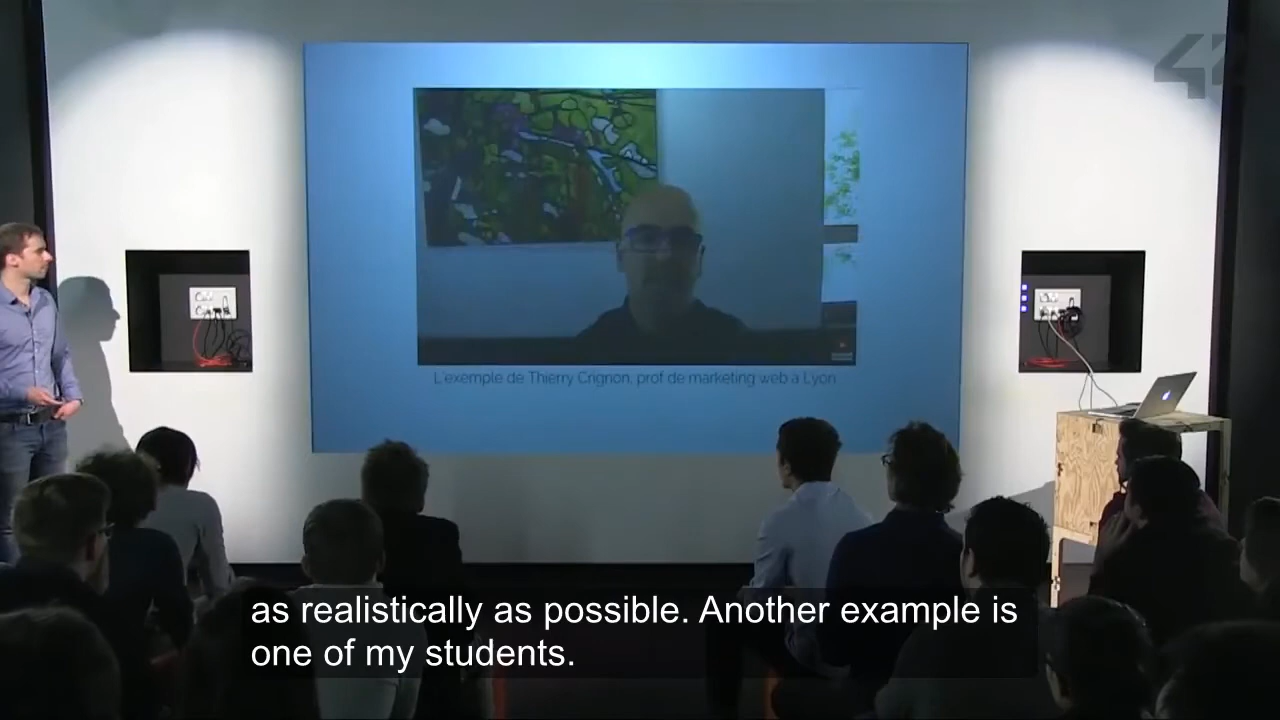 42
L'exemple de Thierry Crignon, prof de marketing web à Lyon
as realistically as possible. Another example is
one of my students.